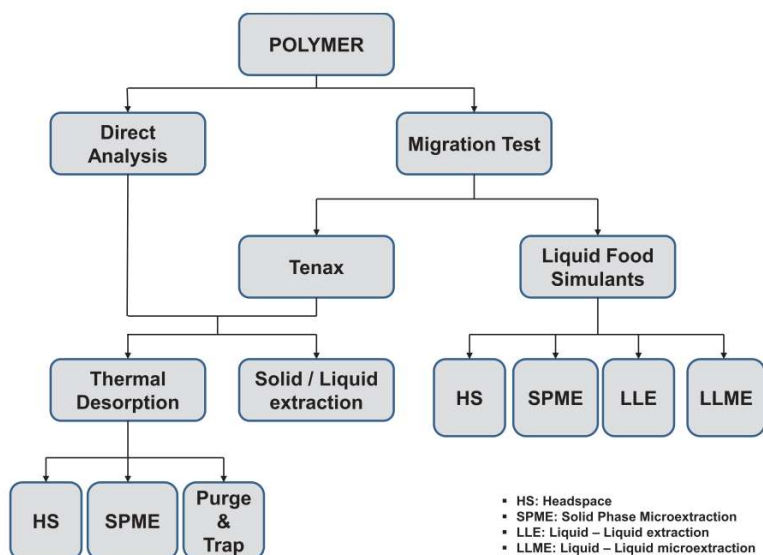 POLYMER
Direct
Analysis
Migration Test
Tenax
Liquid Food
Simulants
Thermal
Desorption
Solid / Liquid
extraction
HS
SPME
LLE
LLME
HS
SPME
Purge
&
Trap
▪ HS: Headspace
▪ SPME: Solid Phase Microextraction
▪ LLE: Liquid – Liquid extraction
▪ LLME: Liquid – Liquid microextraction